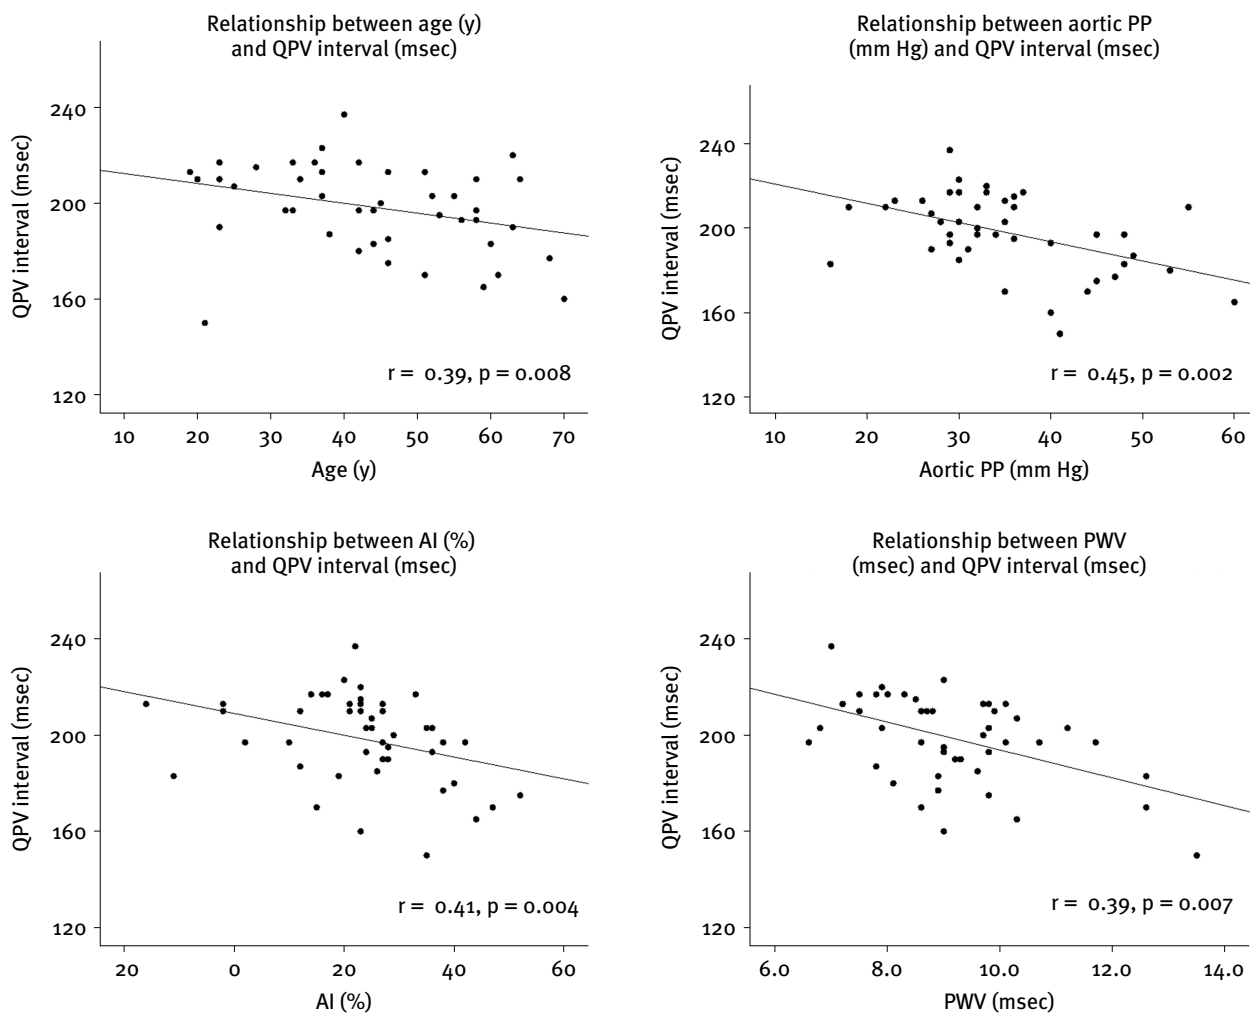 Relationship between age (y)
and QPV interval (msec)
QPV interval (msec)
240
200
160
120
r = 0.39, p = 0.008
10 20 30 40 50 60 70
Age (y)
Relationship between aortic PP
(mm Hg) and QPV interval (msec)
QPV interval (msec)
240
200
160
120
r = 0.45, p = 0.002
10 20 30 40 50 60
Aortic PP (mm Hg)
Relationship between AI (%)
and QPV interval (msec)
QPV interval (msec)
240
200
160
120
r = 0.41, p = 0.004
20 0 20 40 60
AI (%)
Relationship between PWV
(msec) and QPV interval (msec)
QPV interval (msec)
240
200
160
120
r = 0.39, p = 0.007
6.0 8.0 10.0 12.0 14.0
PWV (msec)